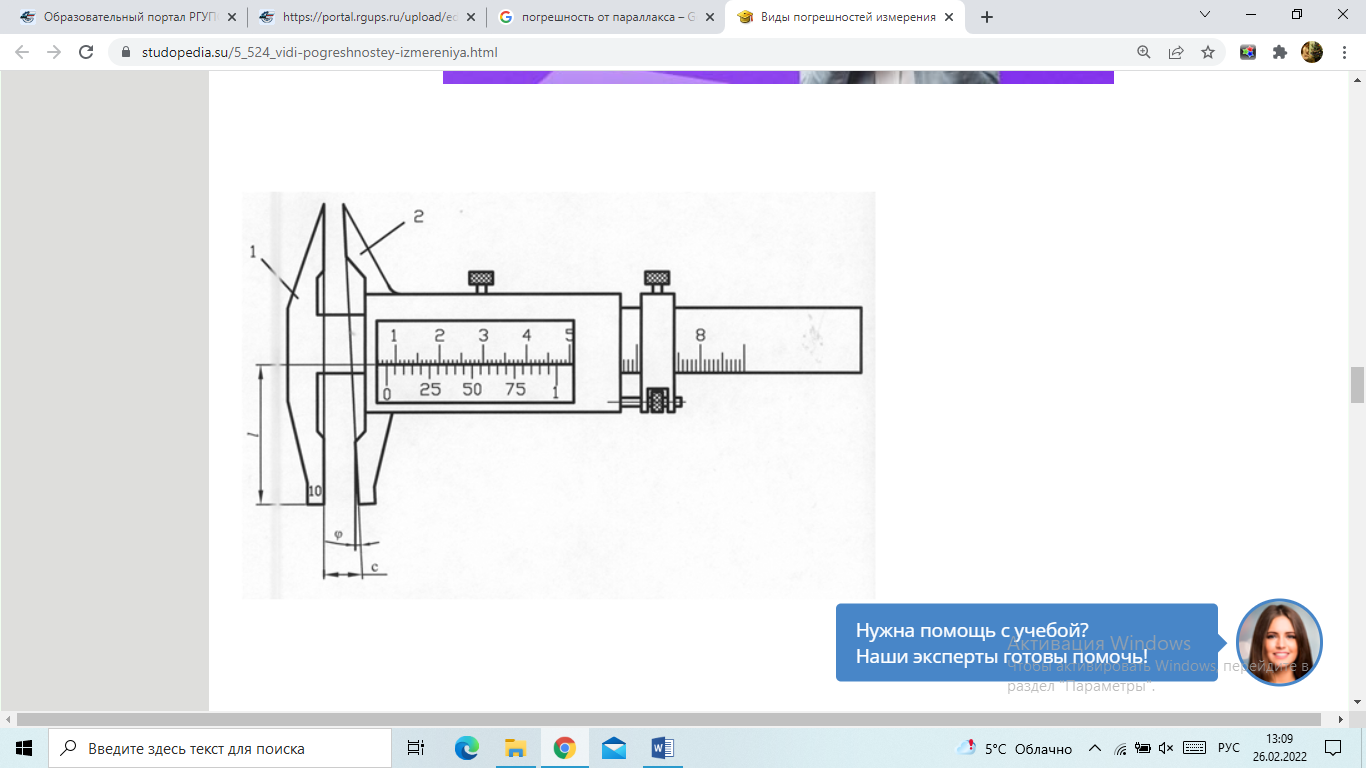 Образовательный портал РГУП
https://portal.rgups.ru/upload/ec
погрешность от параллакса – G
Виды погрешностей измерения
studopedia.su/5_524_vidi-pogreshnostey-izmereniya.html
2
1
1 2 3 4 5
8
0 25 50 75 1
l
10
φ
c
Нужна помощь с учебой?
Наши эксперты готовы помочь!
Активация Windows
Чтобы активировать Windows, перейдите в
раздел "Параметры".
Введите здесь текст для поиска
5°C Облачно
РУС
13:09
26.02.2022